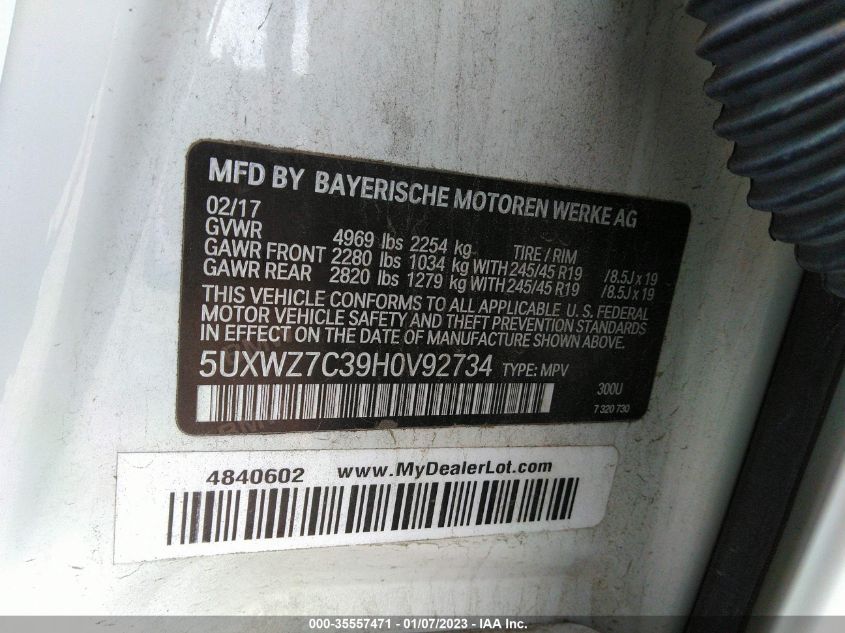 MFD BY BAYERISCHE MOTOREN WERKE AG
02/17
GVWR 4969 lbs 2254 kg TIRE / RIM
GAWR FRONT 2280 lbs 1034 kg WITH 245/45 R19 /8.5J x 19
GAWR REAR 2820 lbs 1279 kg WITH 245/45 R19 /8.5J x 19
THIS VEHICLE CONFORMS TO ALL APPLICABLE U. S. FEDERAL
MOTOR VEHICLE SAFETY AND THEFT PREVENTION STANDARDS
IN EFFECT ON THE DATE OF MANUFACTURE SHOWN ABOVE.
5UXWZ7C39H0V92734 TYPE: MPV
300U
7 320 730
4840602 www.MyDealerLot.com
000-35557471 - 01/07/2023 - IAA Inc.